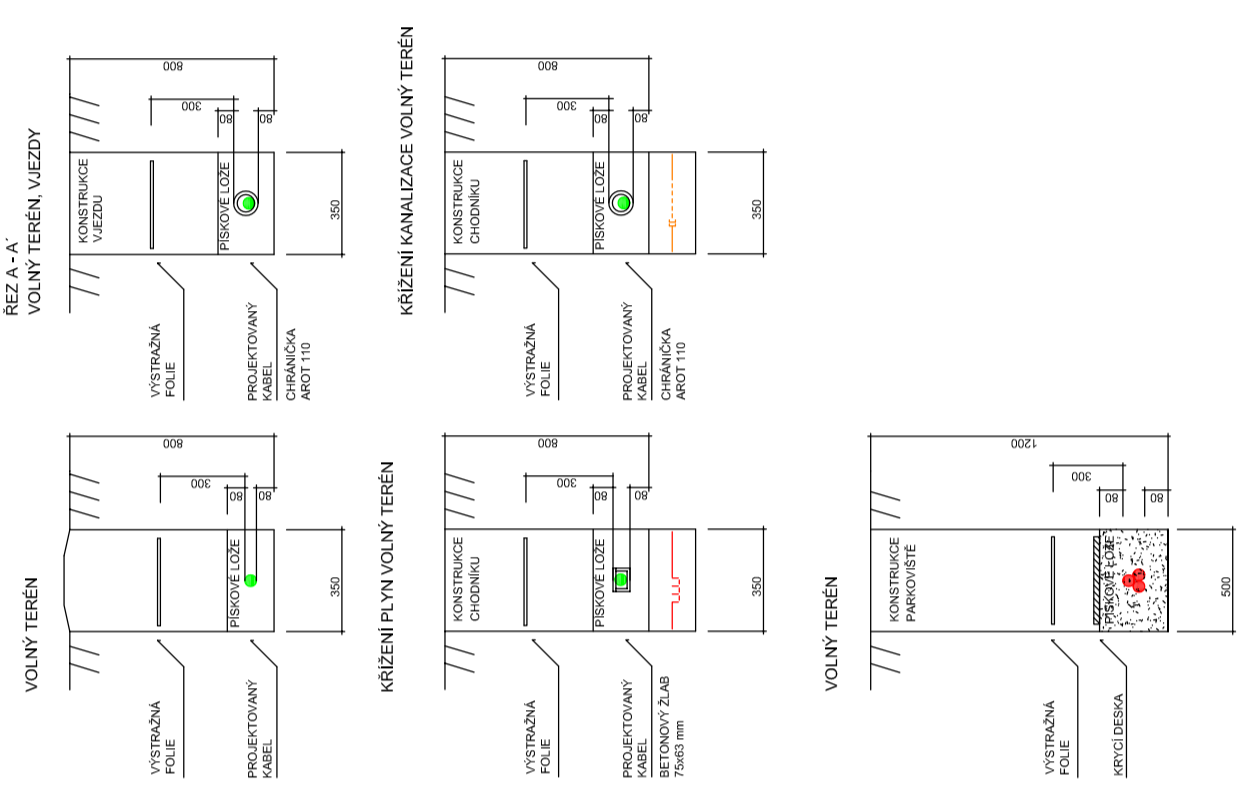 ŘEZ A - A´
VOLNÝ TERÉN, VJEZDY
KONSTRUKCE
VJEZDU
PÍSKOVÉ LOŽE
VÝSTRAŽNÁ
FOLIE
PROJEKTOVANÝ
KABEL
CHRÁNIČKA
AROT 110
800
300
80
80
350
KŘÍŽENÍ KANALIZACE VOLNÝ TERÉN
KONSTRUKCE
CHODNÍKU
PÍSKOVÉ LOŽE
VÝSTRAŽNÁ
FOLIE
PROJEKTOVANÝ
KABEL
CHRÁNIČKA
AROT 110
800
300
80
80
350
VOLNÝ TERÉN
PÍSKOVÉ LOŽE
VÝSTRAŽNÁ
FOLIE
PROJEKTOVANÝ
KABEL
800
300
80
80
350
KŘÍŽENÍ PLYN VOLNÝ TERÉN
KONSTRUKCE
CHODNÍKU
PÍSKOVÉ LOŽE
VÝSTRAŽNÁ
FOLIE
PROJEKTOVANÝ
KABEL
BETONOVÝ ŽLAB
75x63 mm
800
300
80
80
350
VOLNÝ TERÉN
KONSTRUKCE
PARKOVIŠTĚ
PÍSKOVÉ LOŽE
VÝSTRAŽNÁ
FOLIE
KRYCÍ DESKA
1200
300
80
80
500